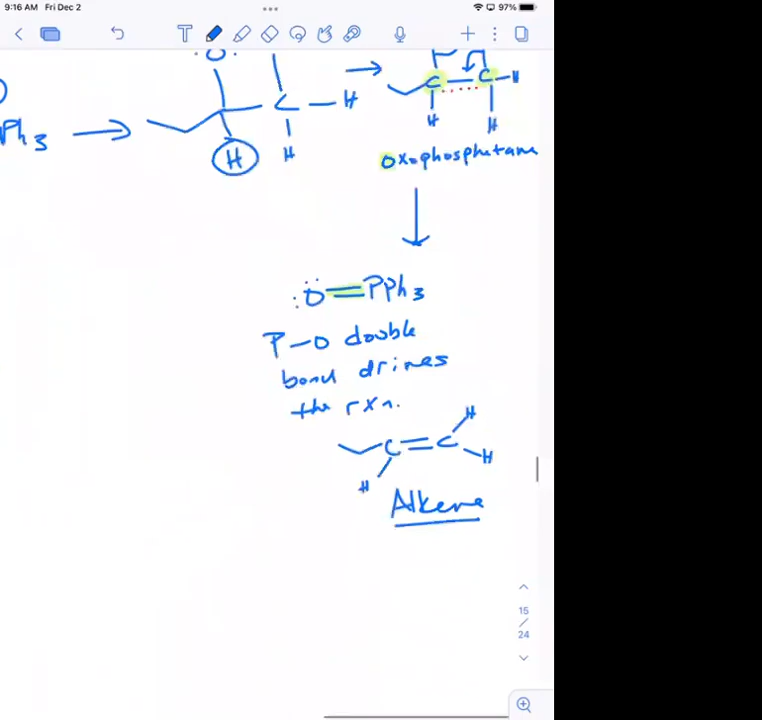 9:16 AM Fri Dec 2
97%
T
O
C H
H
H
Ph3
C C H
H H
Oxophosphetane
:O=PPh3
P-O double
bond drives
the rxn.
H
C=C
H
H
Alkene
15
/
24